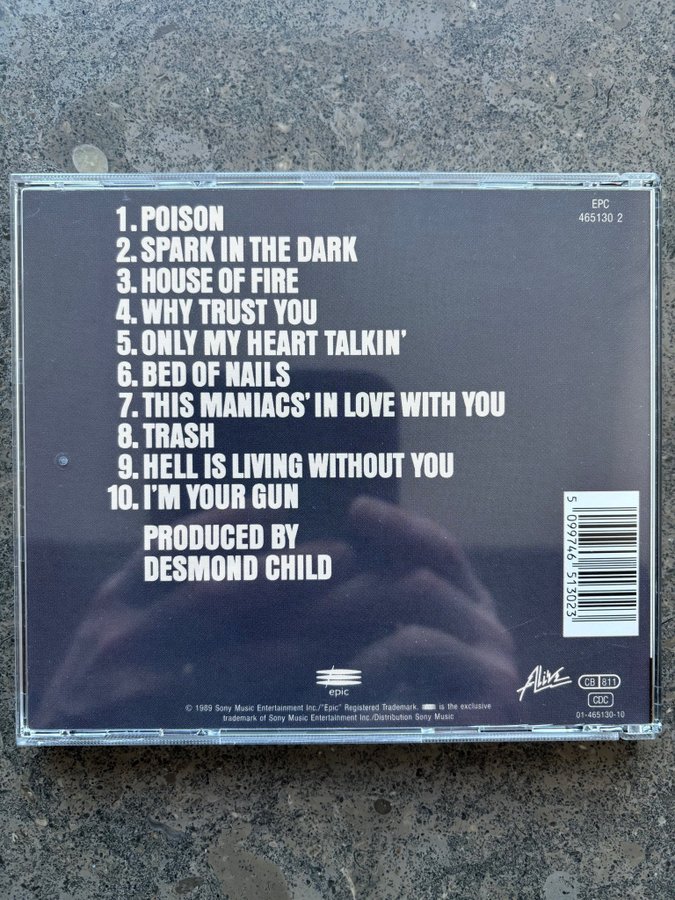 EPC
465130 2
1. POISON
2. SPARK IN THE DARK
3. HOUSE OF FIRE
4. WHY TRUST YOU
5. ONLY MY HEART TALKIN'
6. BED OF NAILS
7. THIS MANIACS' IN LOVE WITH YOU
8. TRASH
9. HELL IS LIVING WITHOUT YOU
10. I'M YOUR GUN
PRODUCED BY
DESMOND CHILD
5 099746 513023
epic
Alive
CB 811
CDC
01-465130-10
© 1989 Sony Music Entertainment Inc./"Epic" Registered Trademark. is the exclusive
trademark of Sony Music Entertainment Inc./Distribution Sony Music